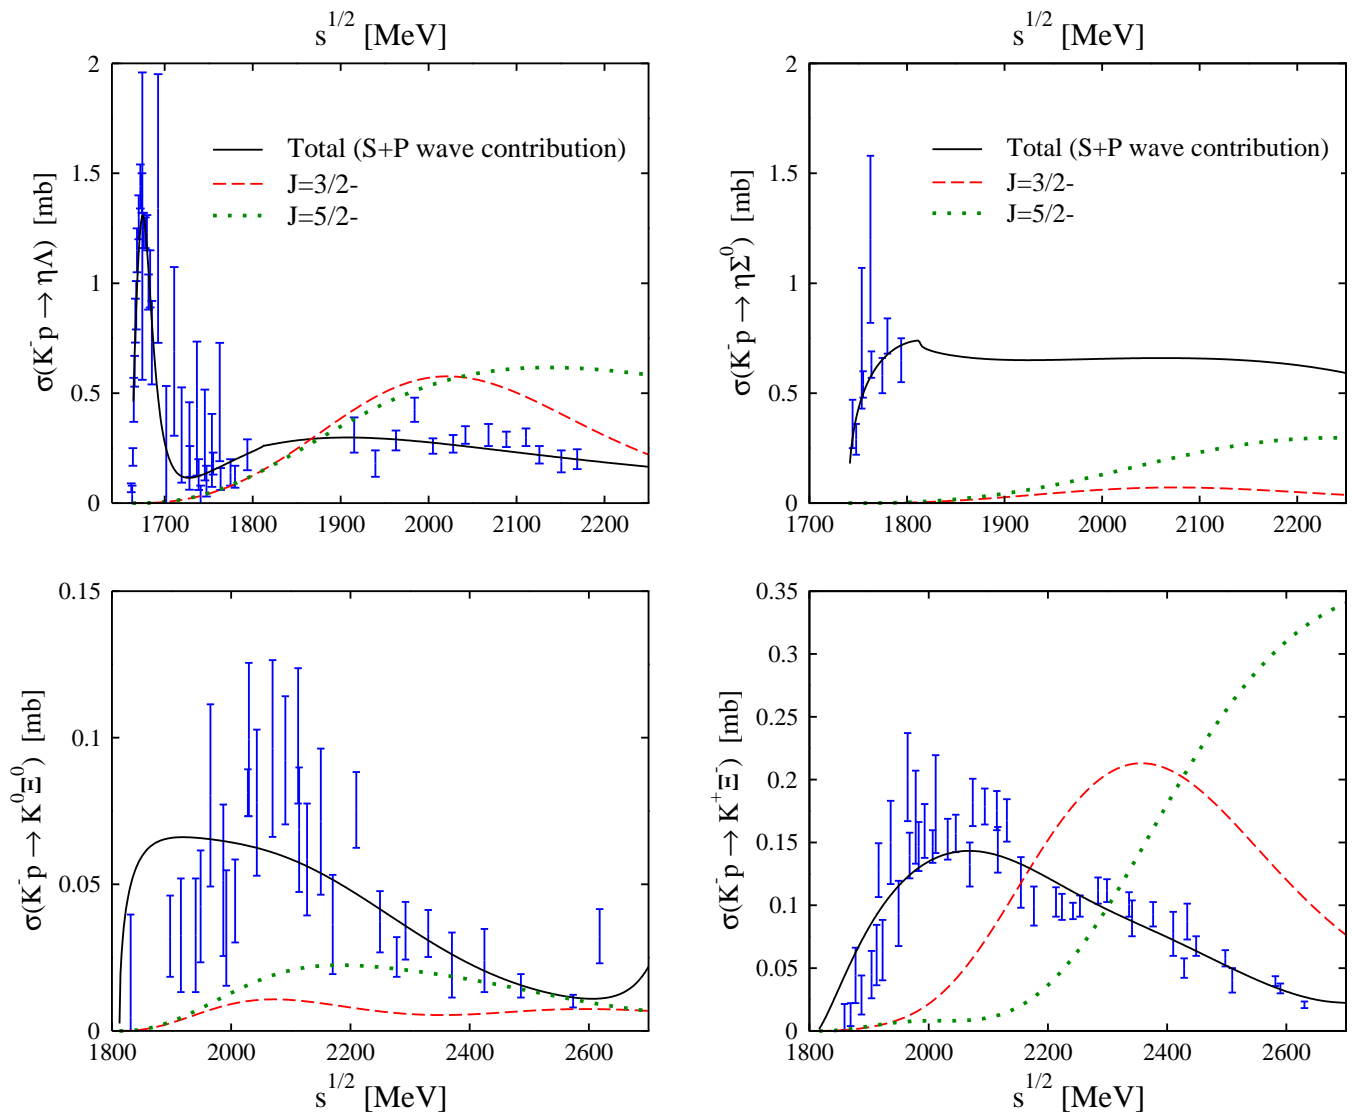 s^1/2 [MeV]
2
1.5
1
0.5
0
σ(K⁻p → ηΛ) [mb]
Total (S+P wave contribution)
J=3/2-
J=5/2-
1700 1800 1900 2000 2100 2200
s^1/2 [MeV]
2
1.5
1
0.5
0
σ(K⁻p → ηΣ⁰) [mb]
Total (S+P wave contribution)
J=3/2-
J=5/2-
1700 1800 1900 2000 2100 2200
0.15
0.1
0.05
0
σ(K⁻p → K⁰Ξ⁰) [mb]
1800 2000 2200 2400 2600
s^1/2 [MeV]
0.35
0.3
0.25
0.2
0.15
0.1
0.05
0
σ(K⁻p → K⁺Ξ⁻) [mb]
1800 2000 2200 2400 2600
s^1/2 [MeV]